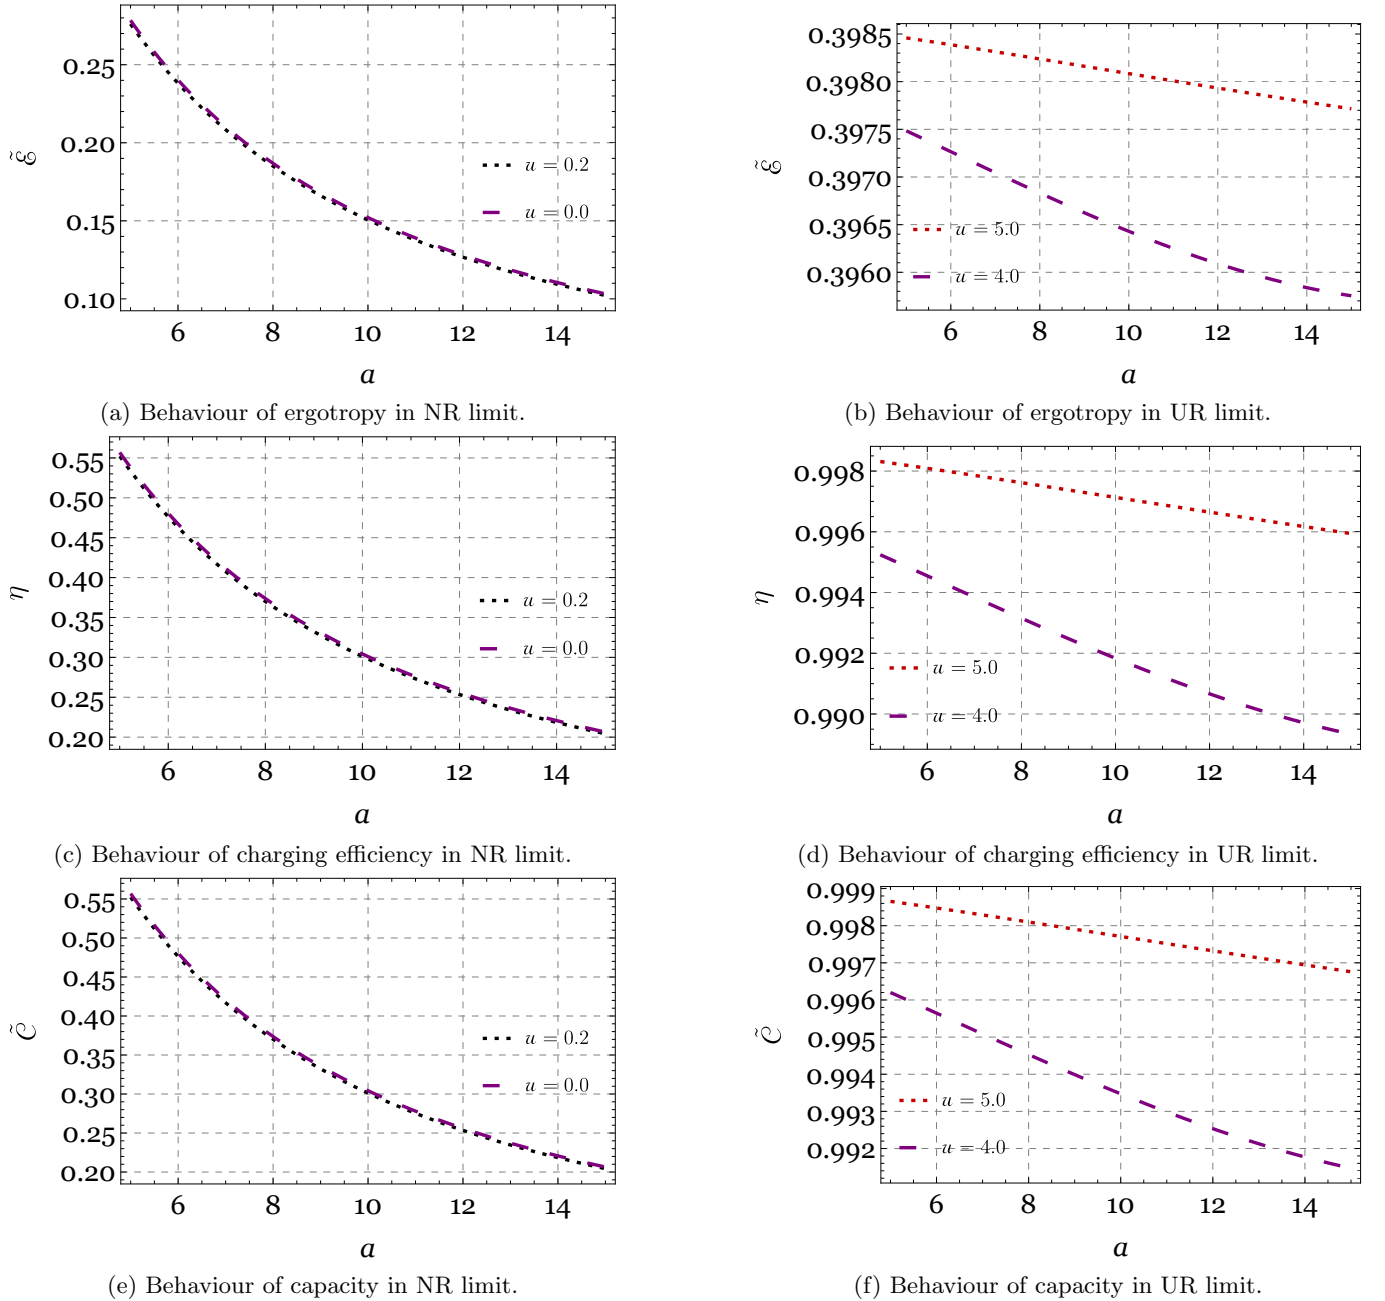 0.25
0.20
0.15
0.10
ℰ̃
u = 0.2
u = 0.0
6 8 10 12 14
a
(a) Behaviour of ergotropy in NR limit.
0.3985
0.3980
0.3975
0.3970
0.3965
0.3960
ℰ̃
u = 5.0
u = 4.0
6 8 10 12 14
a
(b) Behaviour of ergotropy in UR limit.
0.55
0.50
0.45
0.40
0.35
0.30
0.25
0.20
η
u = 0.2
u = 0.0
6 8 10 12 14
a
(c) Behaviour of charging efficiency in NR limit.
0.998
0.996
0.994
0.992
0.990
η
u = 5.0
u = 4.0
6 8 10 12 14
a
(d) Behaviour of charging efficiency in UR limit.
0.55
0.50
0.45
0.40
0.35
0.30
0.25
0.20
𝒞̃
u = 0.2
u = 0.0
6 8 10 12 14
a
(e) Behaviour of capacity in NR limit.
0.999
0.998
0.997
0.996
0.995
0.994
0.993
0.992
𝒞̃
u = 5.0
u = 4.0
6 8 10 12 14
a
(f) Behaviour of capacity in UR limit.